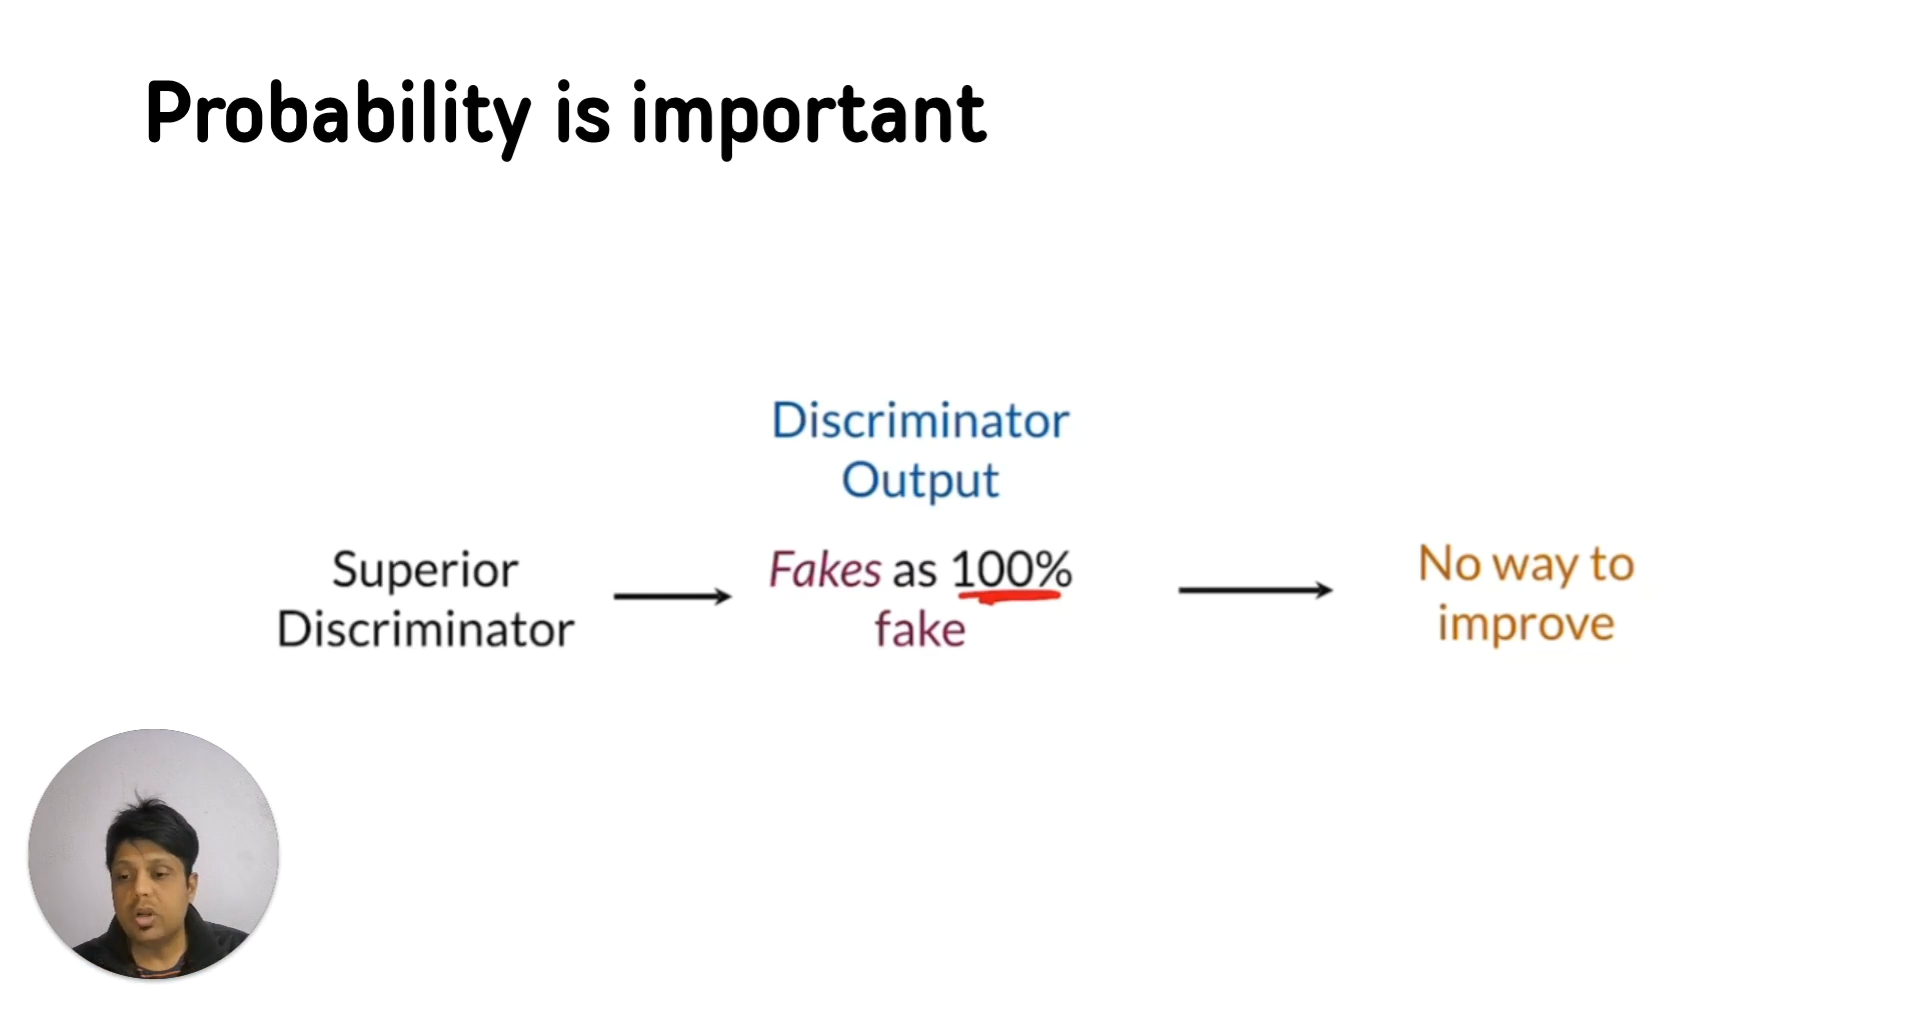 Probability is important
Discriminator
Output
Superior
Discriminator
Fakes as 100%
fake
No way to
improve